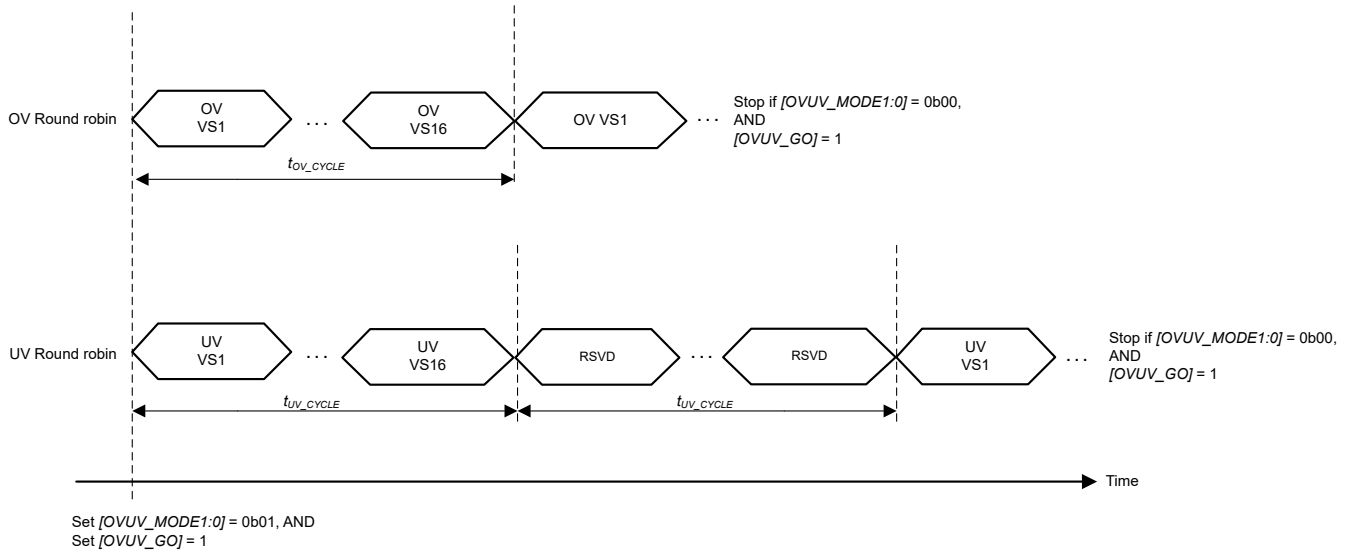 OV Round robin
OV
VS1
...
OV
VS16
OV VS1
...
Stop if [OVUV_MODE1:0] = 0b00,
AND
[OVUV_GO] = 1
tOV_CYCLE
UV Round robin
UV
VS1
...
UV
VS16
RSVD
...
RSVD
UV
VS1
...
Stop if [OVUV_MODE1:0] = 0b00,
AND
[OVUV_GO] = 1
tUV_CYCLE
tUV_CYCLE
Time
Set [OVUV_MODE1:0] = 0b01, AND
Set [OVUV_GO] = 1